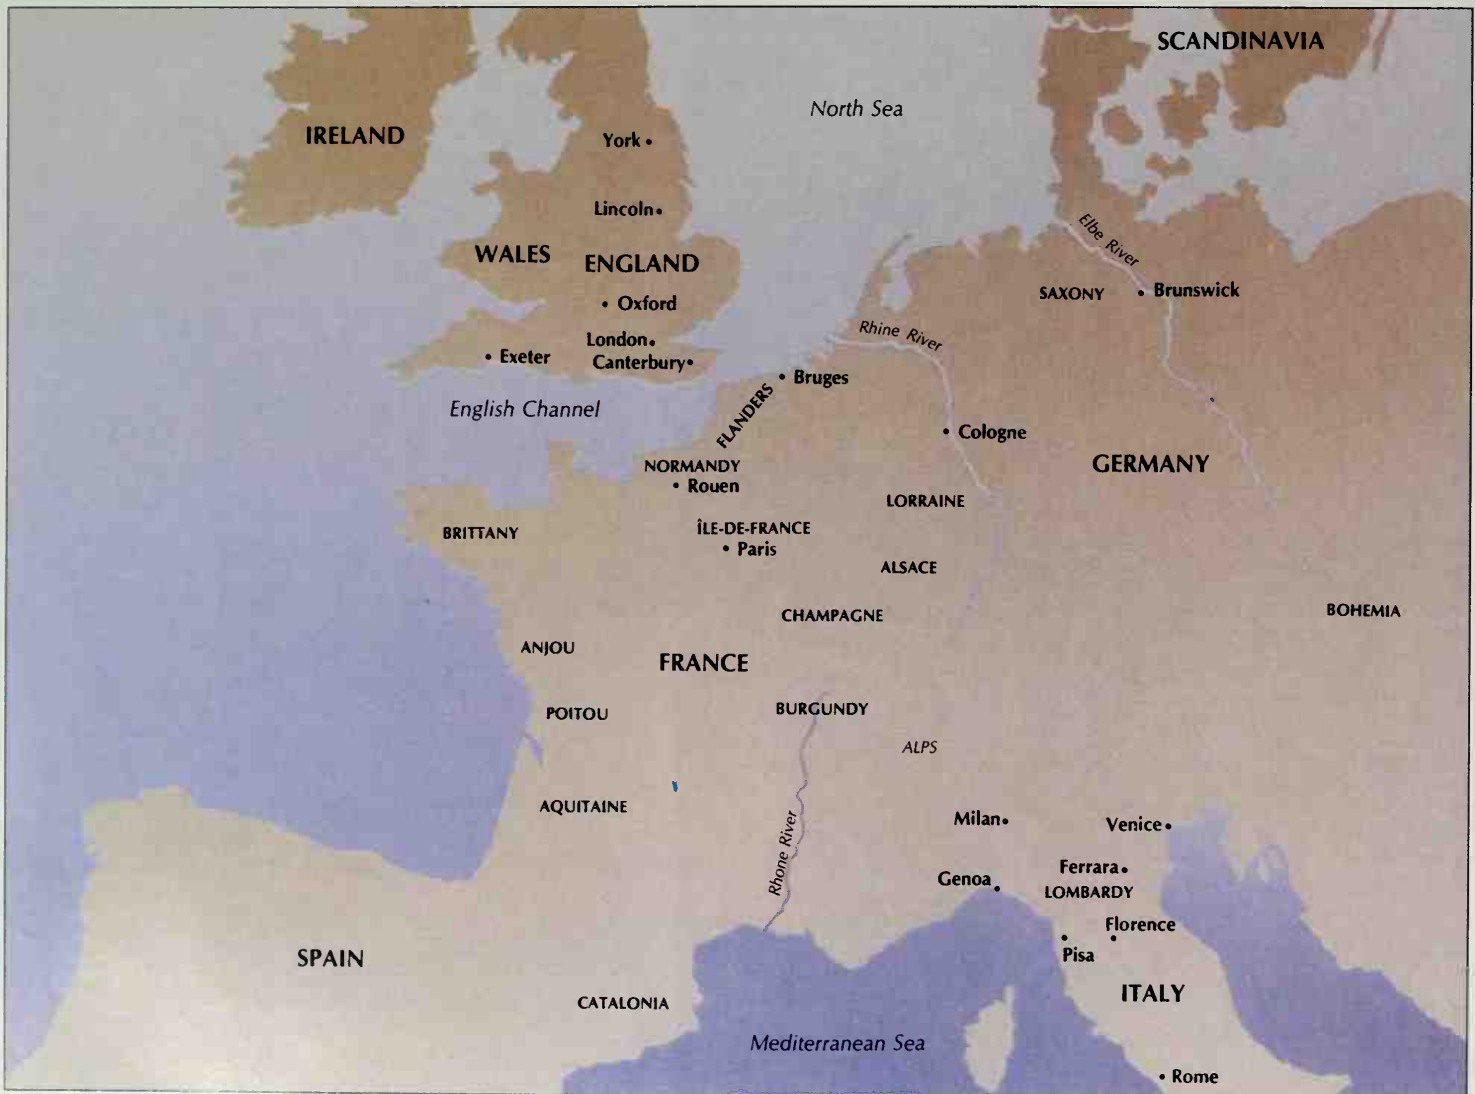 SCANDINAVIA
North Sea
IRELAND
York
Lincoln
Elbe River
WALES
ENGLAND
SAXONY
Brunswick
Oxford
Rhine River
London
Exeter
Canterbury
Bruges
English Channel
FLANDERS
Cologne
NORMANDY
GERMANY
Rouen
LORRAINE
ÎLE-DE-FRANCE
BRITTANY
Paris
ALSACE
BOHEMIA
CHAMPAGNE
ANJOU
FRANCE
BURGUNDY
POITOU
ALPS
AQUITAINE
Milan
Venice
Rhone River
Ferrara
Genoa
LOMBARDY
Florence
Pisa
SPAIN
ITALY
CATALONIA
Mediterranean Sea
Rome